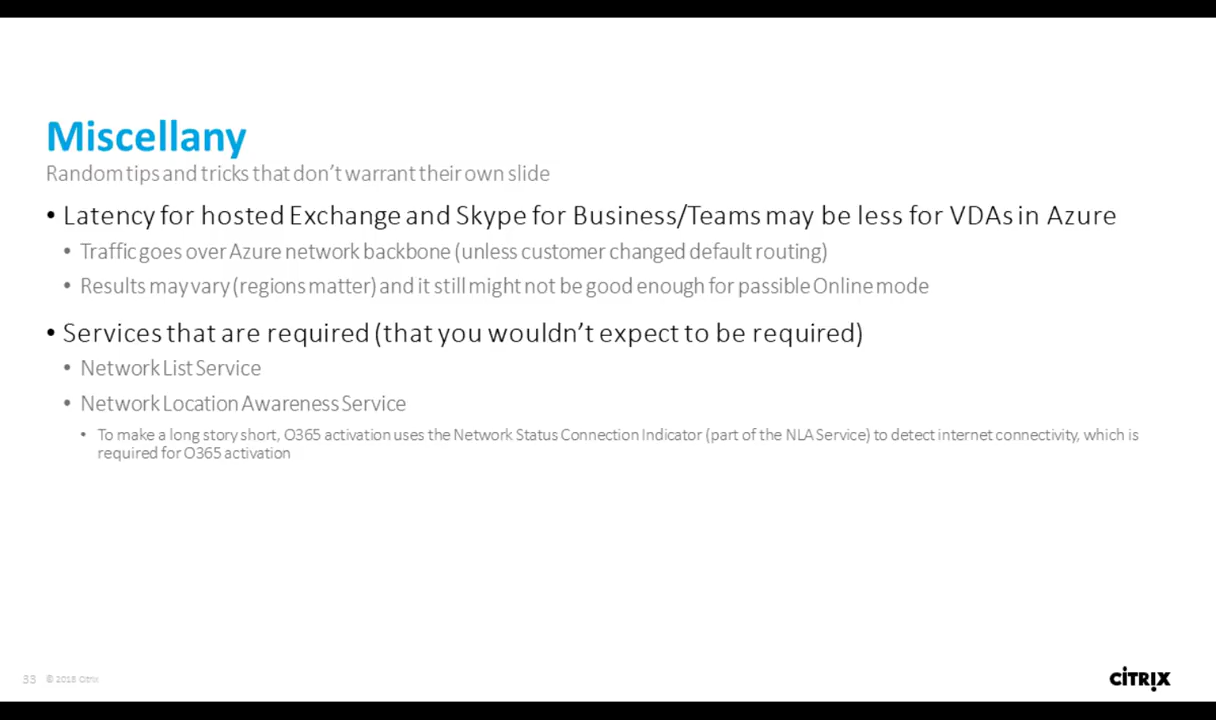 Miscellany
Random tips and tricks that don't warrant their own slide
• Latency for hosted Exchange and Skype for Business/Teams may be less for VDAs in Azure
• Traffic goes over Azure network backbone (unless customer changed default routing)
• Results may vary (regions matter) and it still might not be good enough for passible Online mode
• Services that are required (that you wouldn't expect to be required)
• Network List Service
• Network Location Awareness Service
• To make a long story short, O365 activation uses the Network Status Connection Indicator (part of the NLA Service) to detect internet connectivity, which is
required for O365 activation
33 © 2018 Citrix
CITRIX